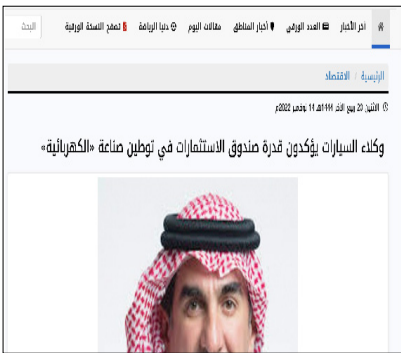 آخر الأخبار العدد الورقي أخبار المناطق مقالات اليوم دنيا الرياضة تصفح النسخة الورقية البحث
الرئيسية / الاقتصاد
الاثنين 20 ربيع الآخر 1444هـ 14 نوفمبر 2022م
وكلاء السيارات يؤكدون قدرة صندوق الاستثمارات في توطين صناعة «الكهربائية»